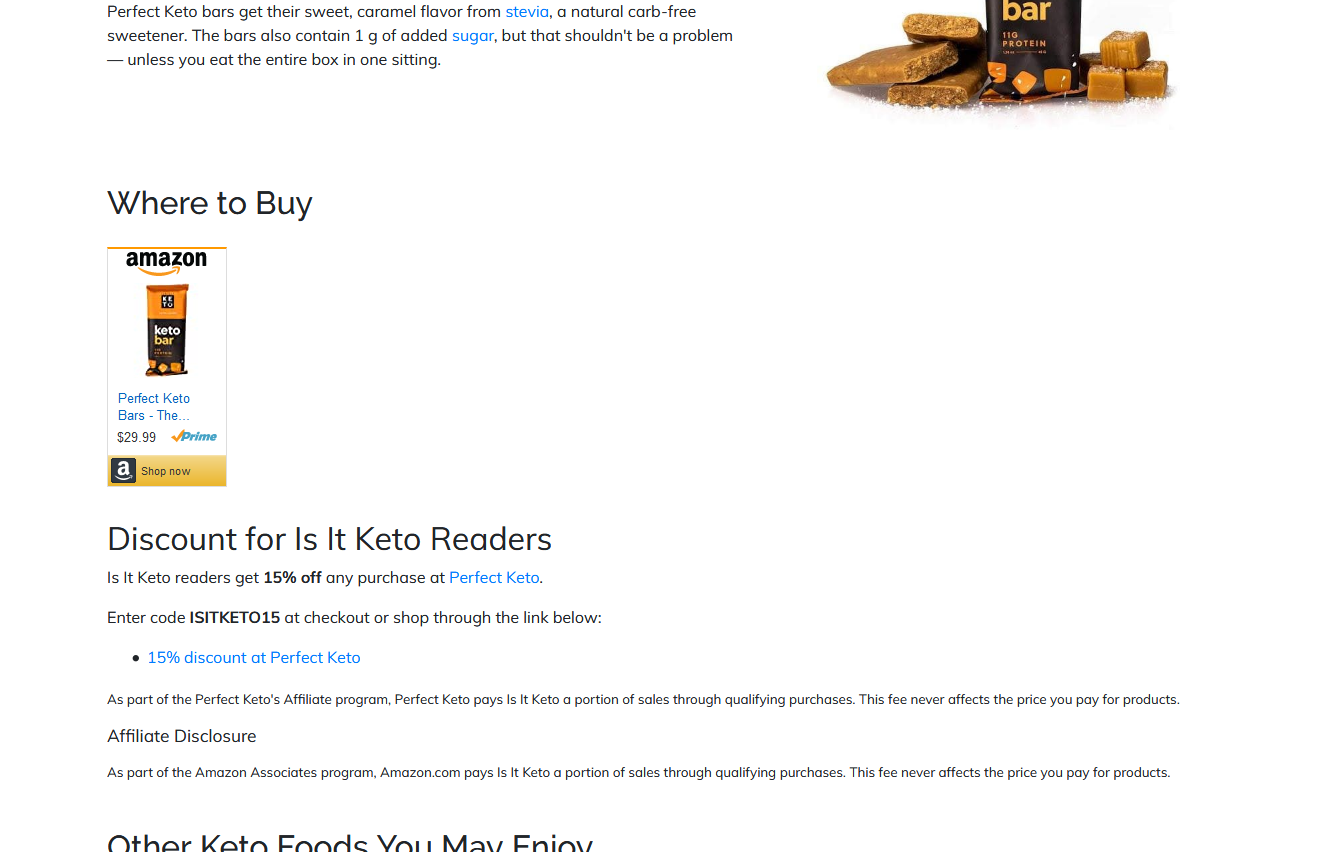 Perfect Keto bars get their sweet, caramel flavor from stevia, a natural carb-free
sweetener. The bars also contain 1 g of added sugar, but that shouldn't be a problem
— unless you eat the entire box in one sitting.
bar
11G
PROTEIN
Where to Buy
amazon
KE
TO
keto
bar
Perfect Keto
Bars - The...
$29.99 Prime
a Shop now
Discount for Is It Keto Readers
Is It Keto readers get 15% off any purchase at Perfect Keto.
Enter code ISITKETO15 at checkout or shop through the link below:
• 15% discount at Perfect Keto
As part of the Perfect Keto's Affiliate program, Perfect Keto pays Is It Keto a portion of sales through qualifying purchases. This fee never affects the price you pay for products.
Affiliate Disclosure
As part of the Amazon Associates program, Amazon.com pays Is It Keto a portion of sales through qualifying purchases. This fee never affects the price you pay for products.
Other Keto Foods You May Enjoy